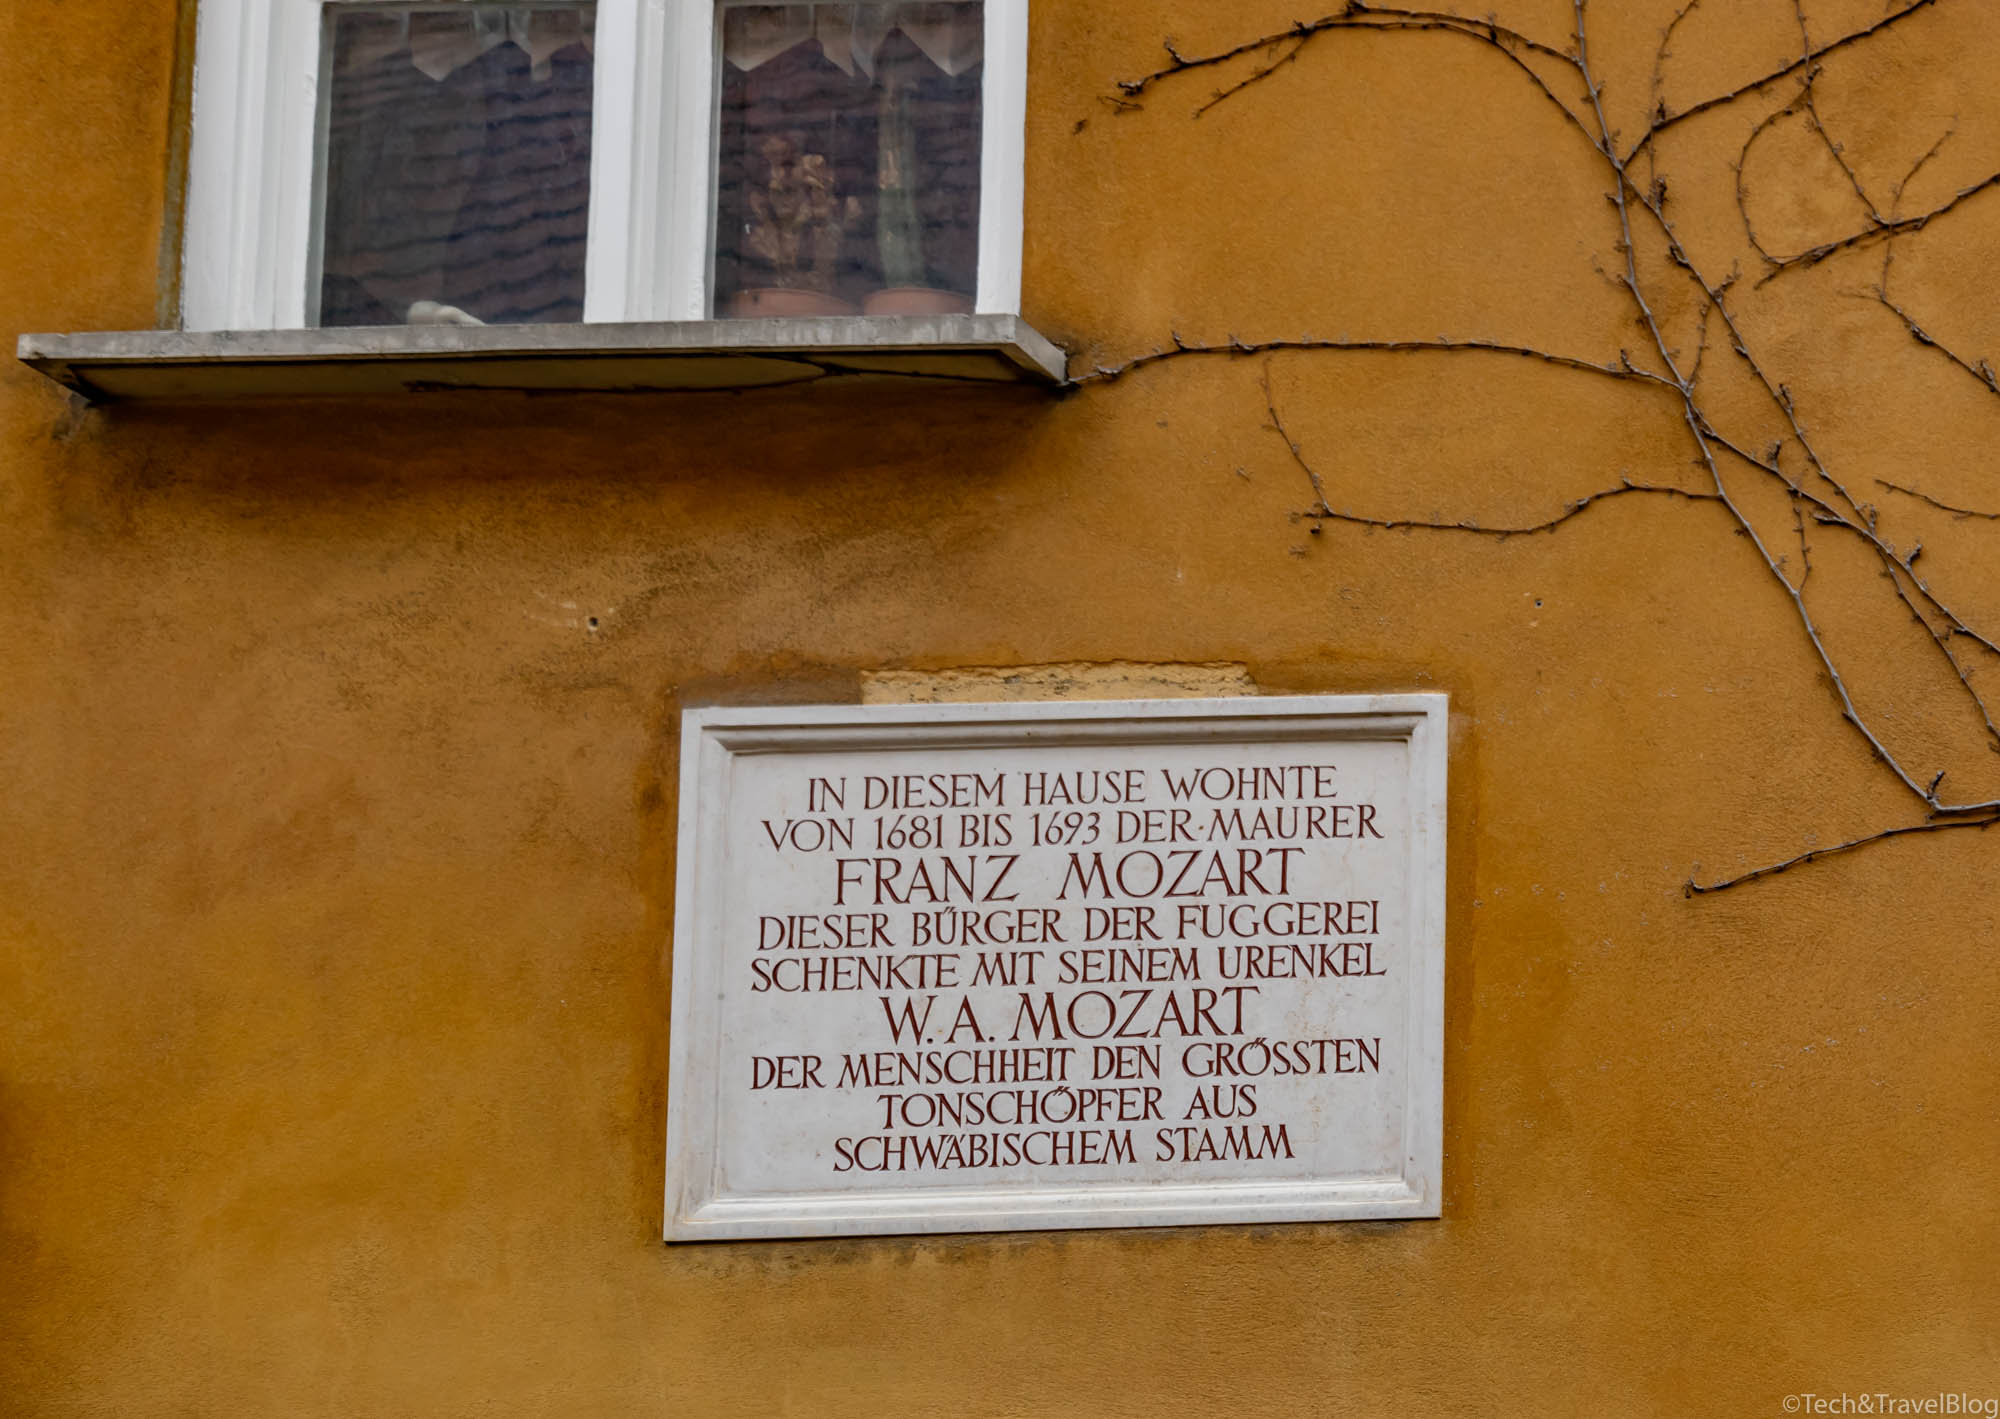 IN DIESEM HAUSE WOHNTE
VON 1681 BIS 1693 DER·MAURER
FRANZ MOZART
DIESER BÜRGER DER FUGGEREI
SCHENKTE MIT SEINEM URENKEL
W. A. MOZART
DER MENSCHHEIT DEN GRÖSSTEN
TONSCHÖPFER AUS
SCHWÄBISCHEM STAMM
©Tech&TravelBlog